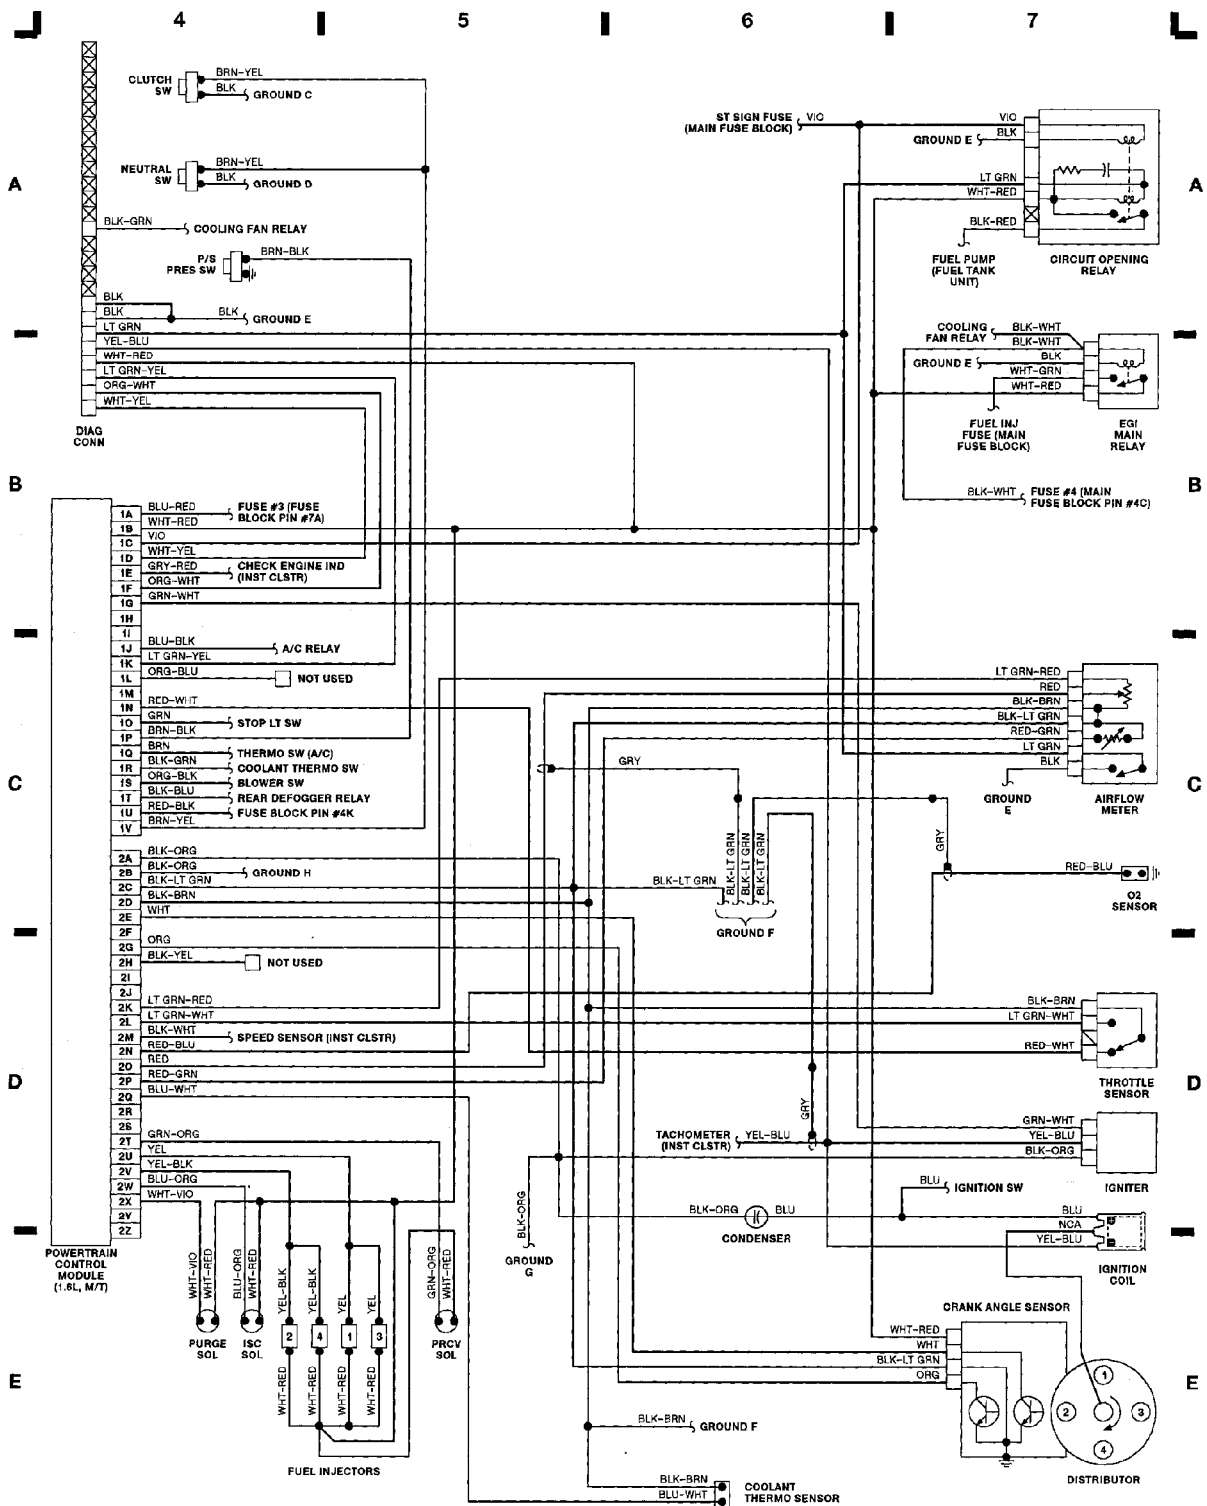 4 5 6 7
CLUTCH
SW
BRN-YEL
BLK
GROUND C
NEUTRAL
SW
BRN-YEL
BLK
GROUND D
A
BLK-GRN
COOLING FAN RELAY
P/S
PRES SW
BRN-BLK
BLK
BLK
BLK
GROUND E
LT GRN
YEL-BLU
WHT-RED
LT GRN-YEL
ORG-WHT
WHT-YEL
DIAG
CONN
ST SIGN FUSE
(MAIN FUSE BLOCK)
VIO
VIO
GROUND E
BLK
LT GRN
WHT-RED
BLK-RED
FUEL PUMP
(FUEL TANK
UNIT)
CIRCUIT OPENING
RELAY
A
COOLING
FAN RELAY
BLK-WHT
BLK-WHT
GROUND E
BLK
WHT-GRN
WHT-RED
FUEL INJ
FUSE (MAIN
FUSE BLOCK)
EGI
MAIN
RELAY
B
B
BLK-WHT
FUSE #4 (MAIN
FUSE BLOCK PIN #4C)
1A BLU-RED
FUSE #3 (FUSE
BLOCK PIN #7A)
1B WHT-RED
1C VIO
1D WHT-YEL
1E GRY-RED
CHECK ENGINE IND
(INST CLSTR)
1F ORG-WHT
1G GRN-WHT
1H
1I
1J BLU-BLK
A/C RELAY
1K LT GRN-YEL
1L ORG-BLU
NOT USED
1M
1N RED-WHT
1O GRN
STOP LT SW
1P BRN-BLK
1Q BRN
THERMO SW (A/C)
1R BLK-GRN
COOLANT THERMO SW
1S ORG-BLK
BLOWER SW
1T BLK-BLU
REAR DEFOGGER RELAY
1U RED-BLK
FUSE BLOCK PIN #4K
1V BRN-YEL
C
C
LT GRN-RED
RED
BLK-BRN
BLK-LT GRN
RED-GRN
LT GRN
BLK
GROUND
E
AIRFLOW
METER
GRY
GRY
BLK-LT GRN
BLK-LT GRN
BLK-LT GRN
BLK-LT GRN
GROUND F
RED-BLU
O2
SENSOR
2A BLK-ORG
2B BLK-ORG
GROUND H
2C BLK-LT GRN
2D BLK-BRN
2E WHT
2F
2G ORG
2H BLK-YEL
NOT USED
2I
2J
2K LT GRN-RED
2L LT GRN-WHT
2M BLK-WHT
SPEED SENSOR (INST CLSTR)
2N RED-BLU
2O RED
2P RED-GRN
2Q BLU-WHT
2R
2S
2T GRN-ORG
2U YEL
2V YEL-BLK
2W BLU-ORG
2X WHT-VIO
2Y
2Z
POWERTRAIN
CONTROL
MODULE
(1.6L, M/T)
D
D
BLK-BRN
LT GRN-WHT
RED-WHT
THROTTLE
SENSOR
GRY
TACHOMETER
(INST CLSTR)
YEL-BLU
GRN-WHT
YEL-BLU
BLK-ORG
IGNITER
BLU
IGNITION SW
BLK-ORG
BLU
CONDENSER
BLK-ORG
GROUND
G
BLU
NCA
YEL-BLU
IGNITION
COIL
WHT-VIO
WHT-RED
BLU-ORG
WHT-RED
YEL-BLK
YEL-BLK
YEL
YEL
GRN-ORG
WHT-RED
PURGE
SOL
ISC
SOL
2 4 1 3
PRCV
SOL
WHT-RED
WHT-RED
WHT-RED
WHT-RED
FUEL INJECTORS
E
E
CRANK ANGLE SENSOR
WHT-RED
WHT
BLK-LT GRN
ORG
1
2 3
4
DISTRIBUTOR
BLK-BRN
GROUND F
BLK-BRN
BLU-WHT
COOLANT
THERMO SENSOR